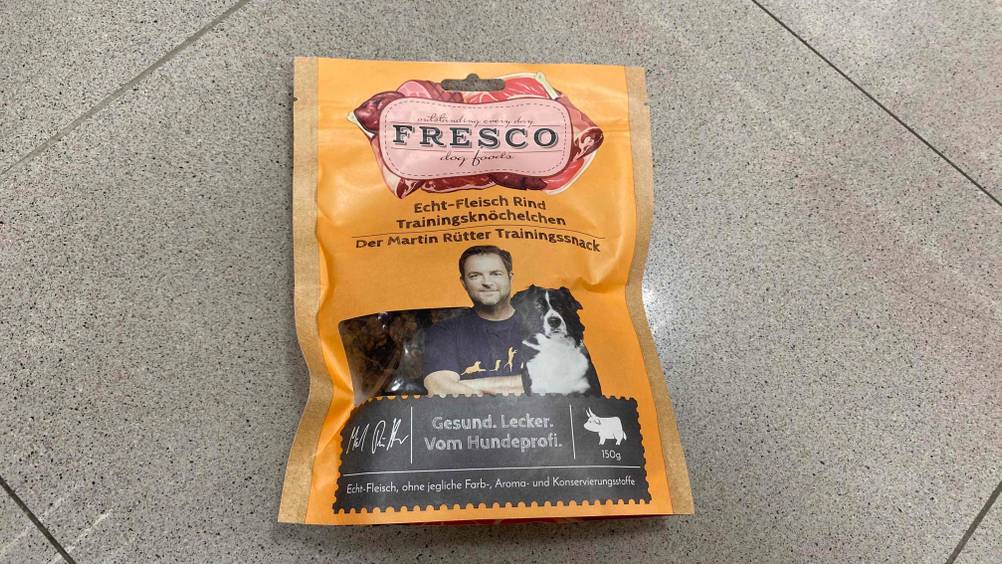 outstanding every day
FRESCO
dog foods
Echt-Fleisch Rind
Trainingsknöchelchen
Der Martin Rütter Trainingssnack
Gesund. Lecker.
Vom Hundeprofi.
150g
Echt-Fleisch, ohne jegliche Farb-, Aroma- und Konservierungsstoffe